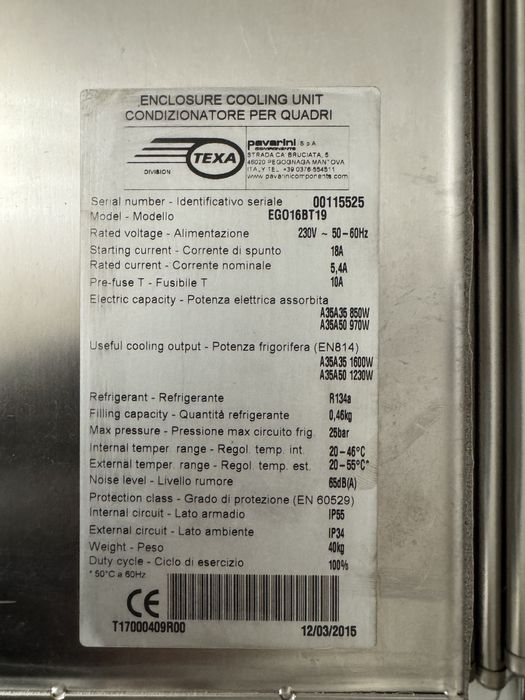 ENCLOSURE COOLING UNIT
CONDIZIONATORE PER QUADRI
TEXA
DIVISION
pavarini S.p.A
COMPONENTS
STRADA CA' BRUCIATA, 5
46020 PEGOGNAGA MANTOVA
ITALY TEL. +39 0376 554511
www.pavarinicomponents.com
Serial number - Identificativo seriale 00115525
Model - Modello EGO16BT19
Rated voltage - Alimentazione 230V ~ 50-60Hz
Starting current - Corrente di spunto 18A
Rated current - Corrente nominale 5,4A
Pre-fuse T - Fusibile T 10A
Electric capacity - Potenza elettrica assorbita
A35A35 850W
A35A50 970W
Useful cooling output - Potenza frigorifera (EN814)
A35A35 1600W
A35A50 1230W
Refrigerant - Refrigerante R134a
Filling capacity - Quantità refrigerante 0,46kg
Max pressure - Pressione max circuito frig. 25bar
Internal temper. range - Regol. temp. int. 20-46°C
External temper. range - Regol. temp. est. 20-55°C*
Noise level - Livello rumore 65dB(A)
Protection class - Grado di protezione (EN 60529)
Internal circuit - Lato armadio IP55
External circuit - Lato ambiente IP34
Weight - Peso 40kg
Duty cycle - Ciclo di esercizio 100%
* 50°C a 60Hz
CE
T17000409R00 12/03/2015